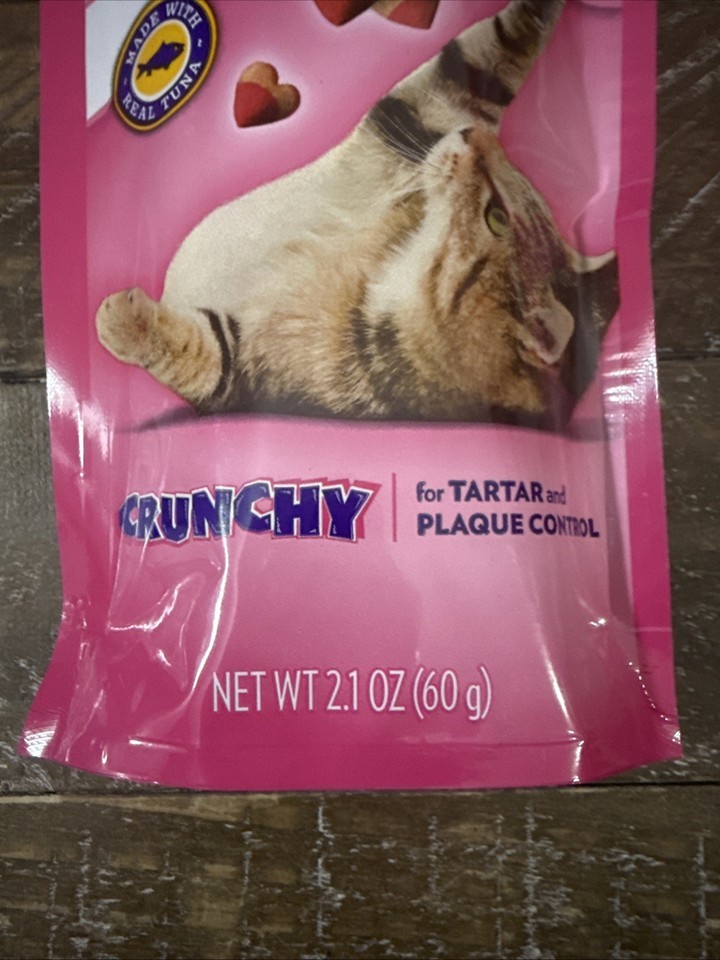 MADE WITH
REAL TUNA
CRUNCHY
for TARTAR and
PLAQUE CONTROL
NET WT 2.1 OZ (60 g)